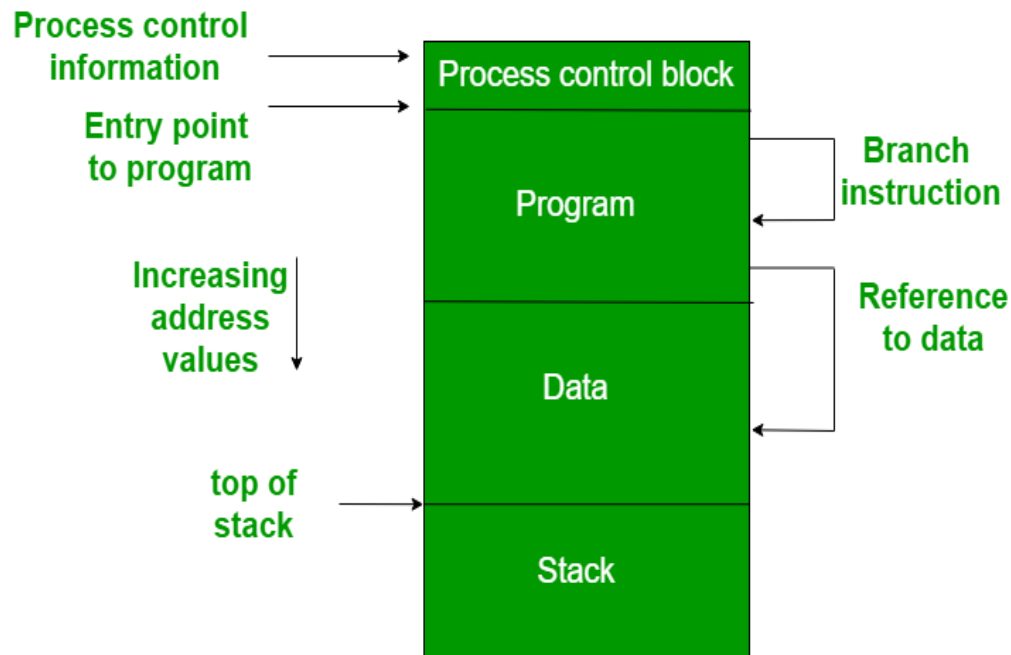 Process control
information
Process control block
Entry point
to program
Branch
instruction
Program
Increasing
address
values
Reference
to data
Data
top of
stack
Stack